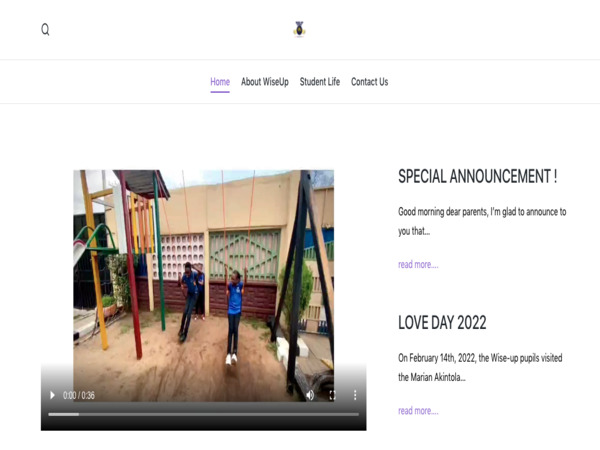 Home About WiseUp Student Life Contact Us
SPECIAL ANNOUNCEMENT !
Good morning dear parents, I'm glad to announce to
you that...
read more....
0:00 / 0:36
LOVE DAY 2022
On February 14th, 2022, the Wise-up pupils visited
the Marian Akintola...
read more....